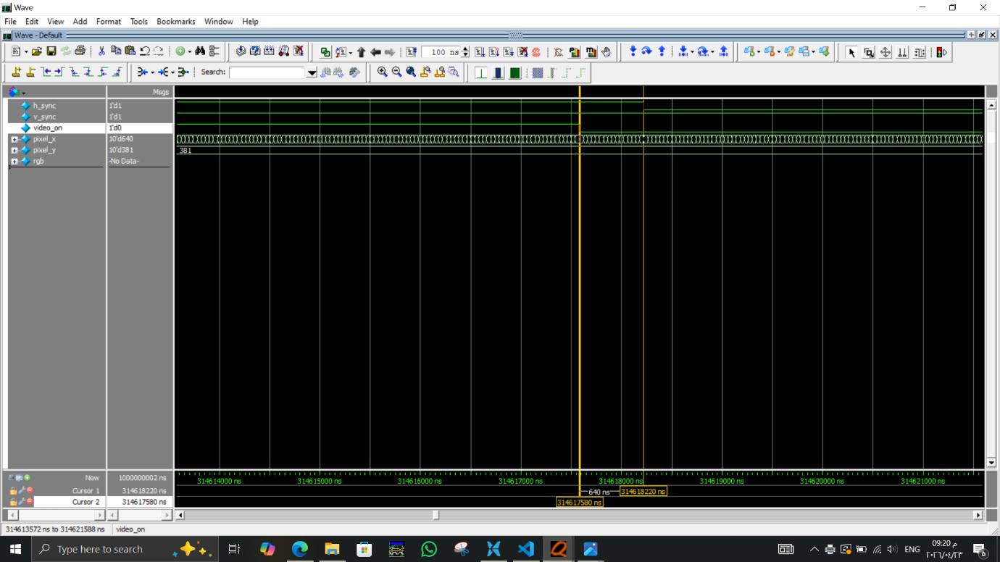 Wave
File Edit View Add Format Tools Bookmarks Window Help
Wave - Default
100 ns
Search:
Msgs
h_sync 1'd1
v_sync 1'd1
video_on 1'd0
pixel_x 10'd640
pixel_y 10'd381 381
rgb -No Data-
Now 1000000002 ns 314614000 ns 314615000 ns 314616000 ns 314617000 ns 314618000 ns 314619000 ns 314620000 ns 314621000 ns
Cursor 1 314618220 ns 640 ns 314618220 ns
Cursor 2 314617580 ns 314617580 ns
314613572 ns to 314621588 ns video_on
Type here to search
ENG
09:20 م
٢٠٢٦/٠٤/٢٣